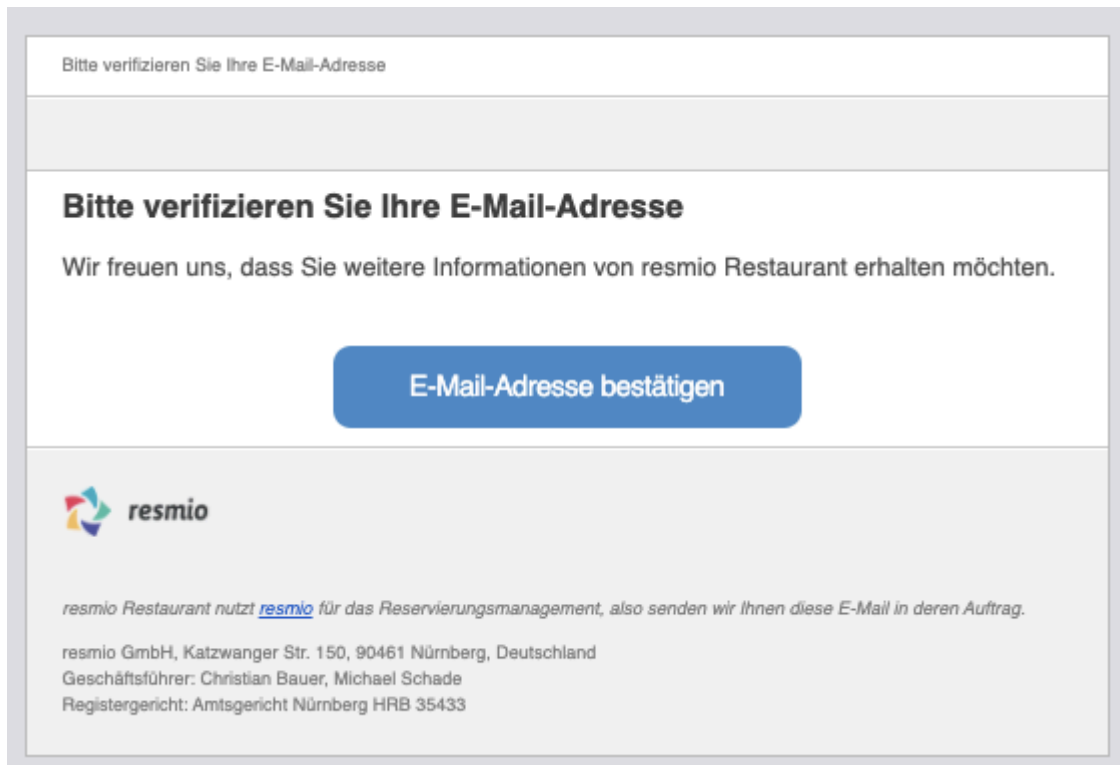 Bitte verifizieren Sie Ihre E-Mail-Adresse
Bitte verifizieren Sie Ihre E-Mail-Adresse
Wir freuen uns, dass Sie weitere Informationen von resmio Restaurant erhalten möchten.
E-Mail-Adresse bestätigen
resmio
resmio Restaurant nutzt resmio für das Reservierungsmanagement, also senden wir Ihnen diese E-Mail in deren Auftrag.
resmio GmbH, Katzwanger Str. 150, 90461 Nürnberg, Deutschland
Geschäftsführer: Christian Bauer, Michael Schade
Registergericht: Amtsgericht Nürnberg HRB 35433